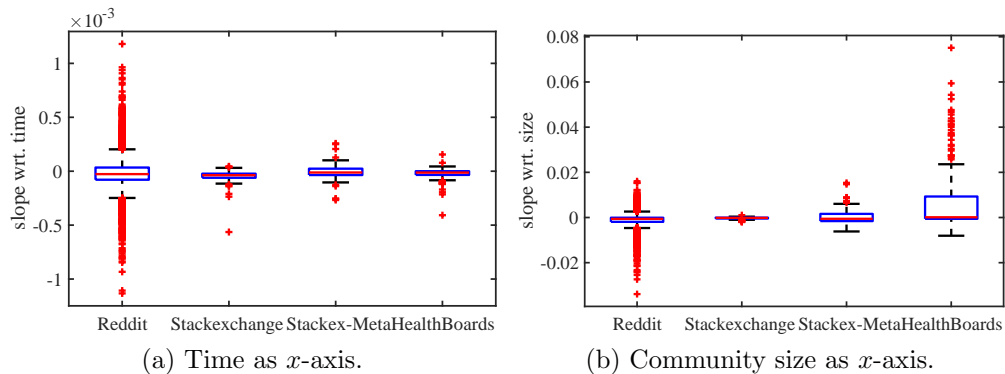 ×10⁻³
1
0.5
0
-0.5
-1
slope wrt. time
Reddit Stackexchange Stackex-Meta HealthBoards
(a) Time as x-axis.
0.08
0.06
0.04
0.02
0
-0.02
slope wrt. size
Reddit Stackexchange Stackex-Meta HealthBoards
(b) Community size as x-axis.